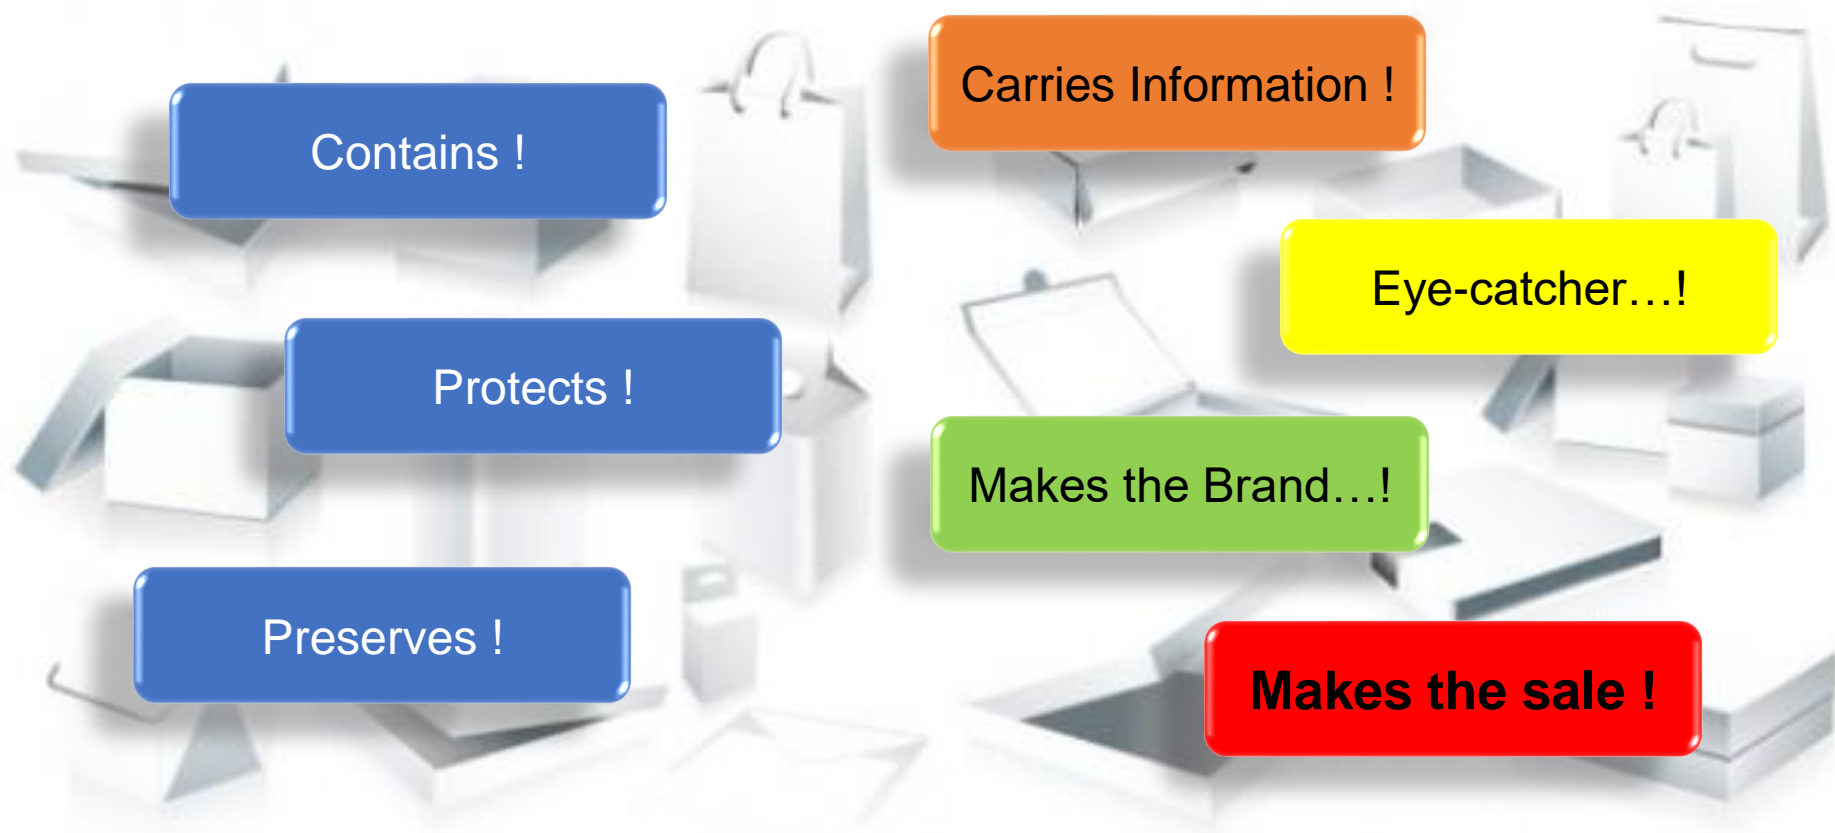 Contains !
Protects !
Preserves !
Carries Information !
Eye-catcher…!
Makes the Brand…!
Makes the sale !